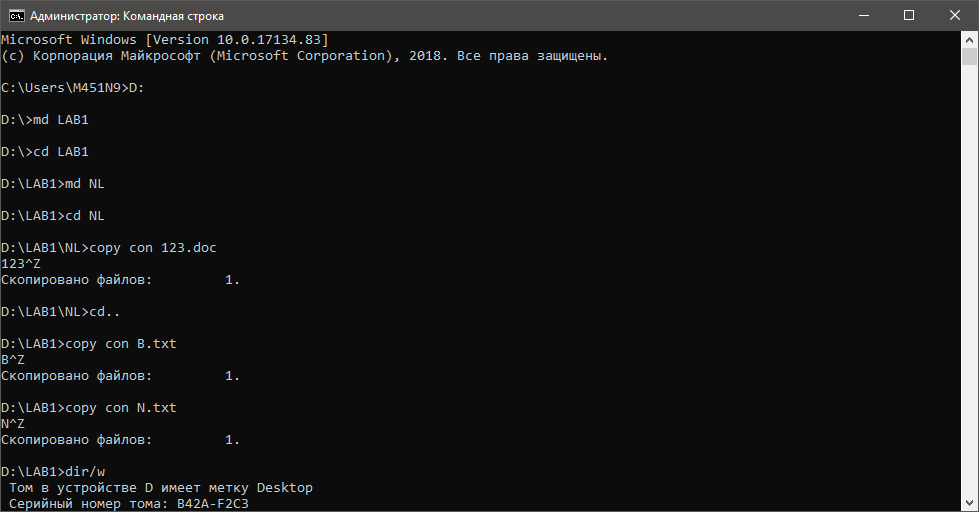 Администратор: Командная строка
Microsoft Windows [Version 10.0.17134.83]
(c) Корпорация Майкрософт (Microsoft Corporation), 2018. Все права защищены.
C:\Users\M451N9>D:
D:\>md LAB1
D:\>cd LAB1
D:\LAB1>md NL
D:\LAB1>cd NL
D:\LAB1\NL>copy con 123.doc
123^Z
Скопировано файлов:         1.
D:\LAB1\NL>cd..
D:\LAB1>copy con B.txt
B^Z
Скопировано файлов:         1.
D:\LAB1>copy con N.txt
N^Z
Скопировано файлов:         1.
D:\LAB1>dir/w
Том в устройстве D имеет метку Desktop
Серийный номер тома: B42A-F2C3